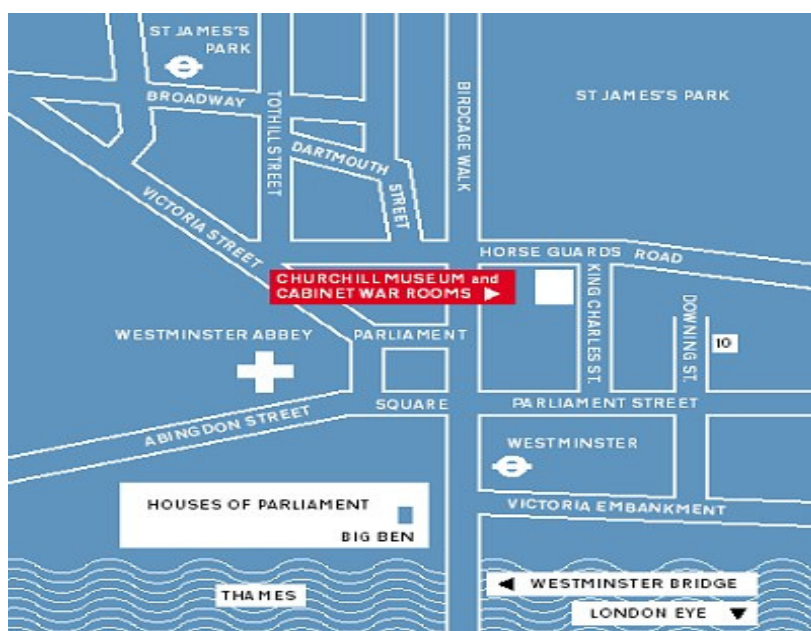 ST JAMES'S
PARK
BROADWAY
TOTHILL STREET
DARTMOUTH
STREET
BIRDCAGE WALK
ST JAMES'S PARK
VICTORIA STREET
HORSE GUARDS ROAD
CHURCHILL MUSEUM and
CABINET WAR ROOMS
KING CHARLES ST.
DOWNING ST.
10
WESTMINSTER ABBEY
PARLIAMENT
SQUARE
PARLIAMENT STREET
ABINGDON STREET
WESTMINSTER
HOUSES OF PARLIAMENT
BIG BEN
VICTORIA EMBANKMENT
THAMES
WESTMINSTER BRIDGE
LONDON EYE